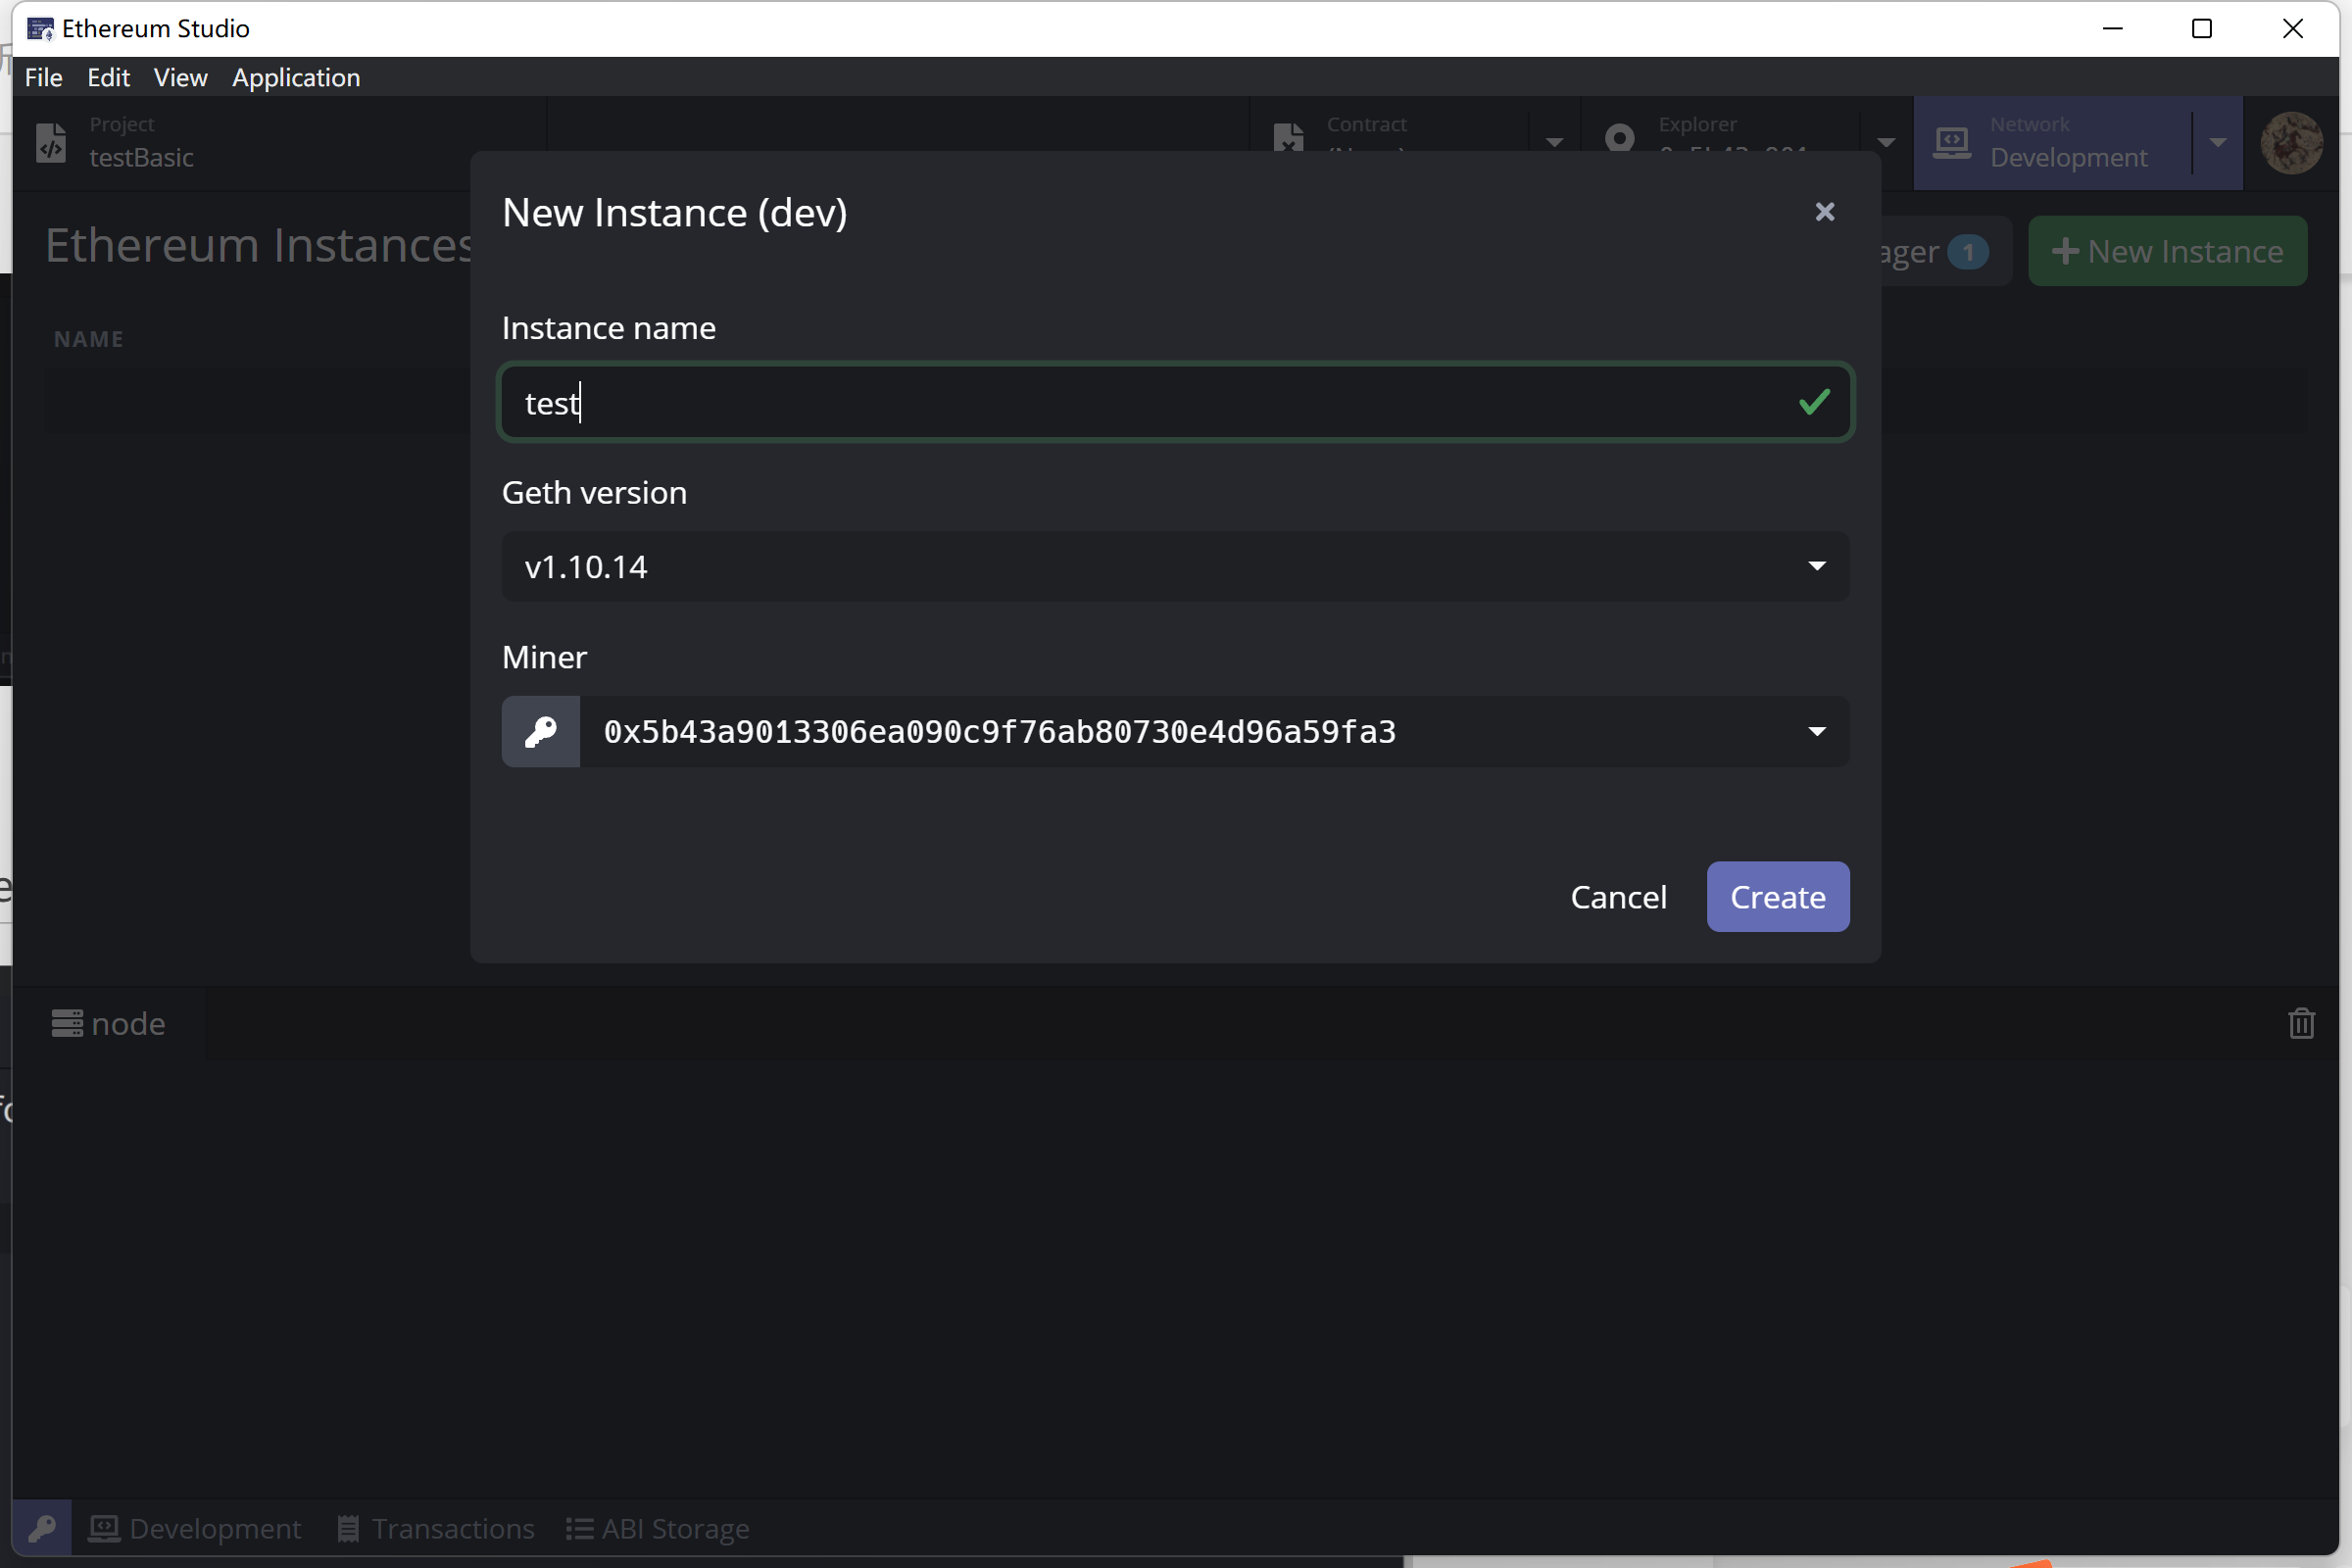 Ethereum Studio
File Edit View Application
Project
testBasic
Contract
Explorer
Network
Development
Ethereum Instances
ager 1
New Instance
NAME
New Instance (dev)
Instance name
test
Geth version
v1.10.14
Miner
0x5b43a9013306ea090c9f76ab80730e4d96a59fa3
Cancel
Create
node
Development
Transactions
ABI Storage